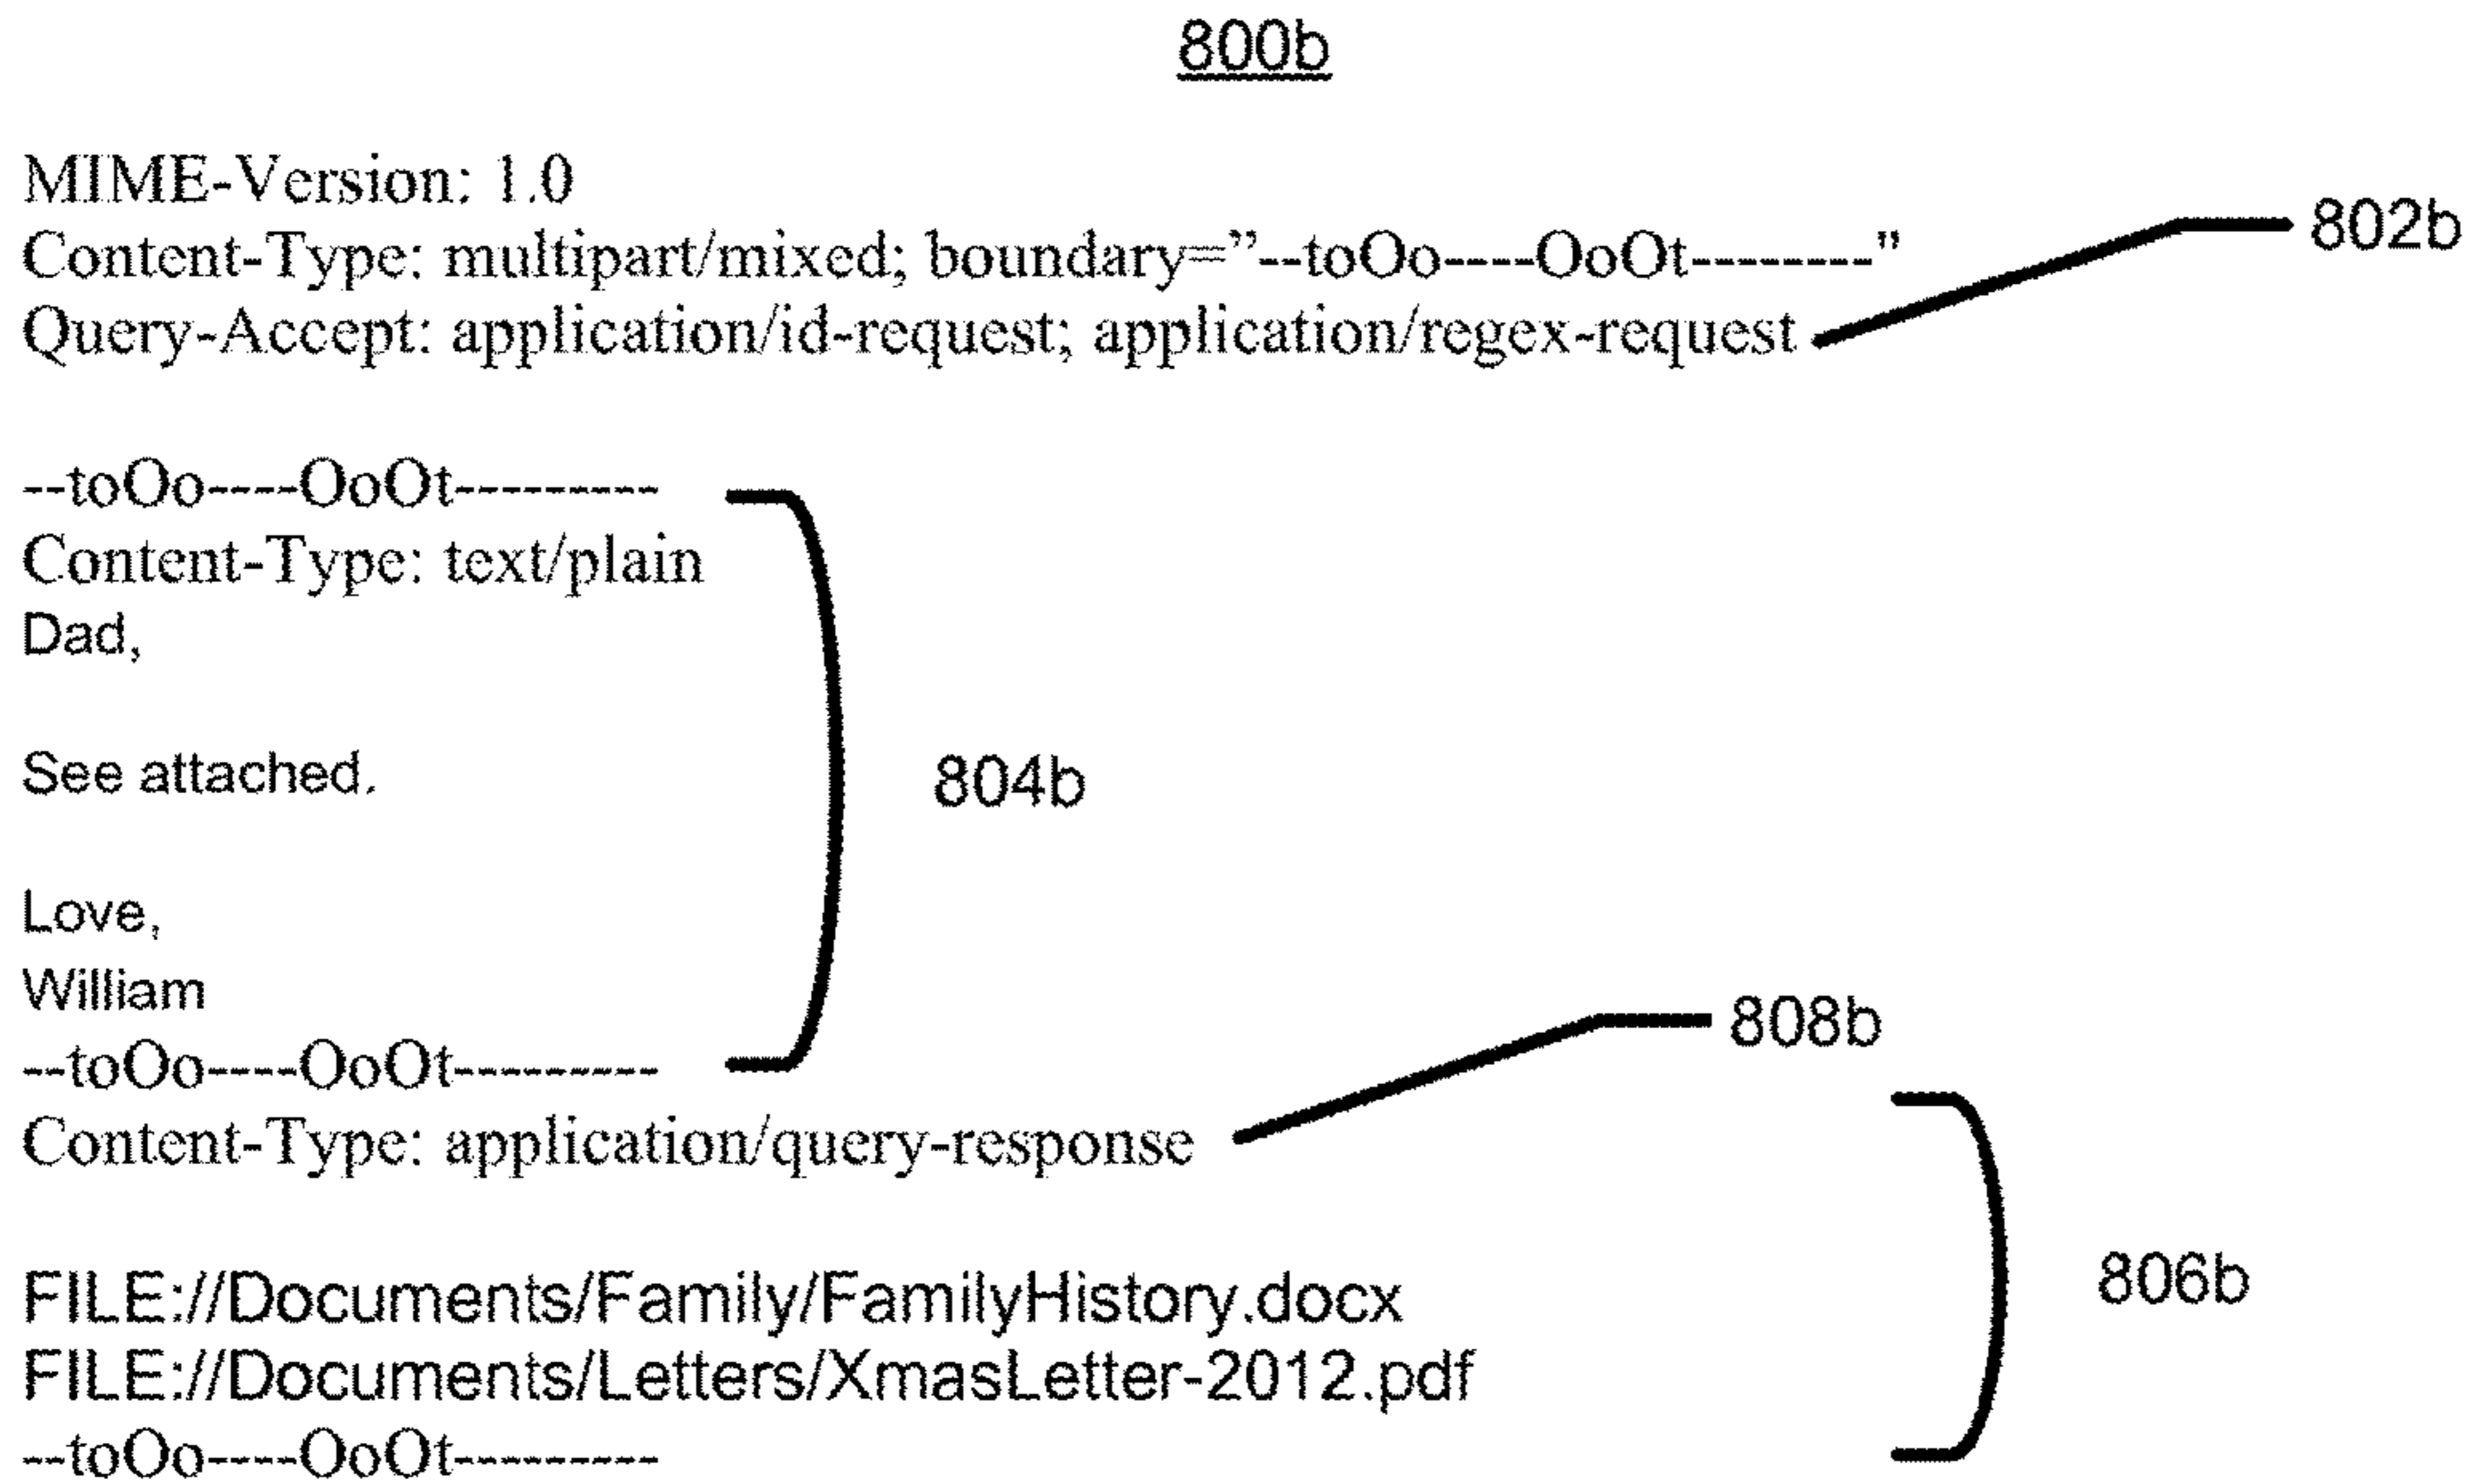 800b
MIME-Version: 1.0
Content-Type: multipart/mixed; boundary=”--toOo----OoOt--------"
802b
Query-Accept: application/id-request; application/regex-request
--toOo----OoOt---------
Content-Type: text/plain
Dad,
See attached.
804b
Love,
William
808b
--toOo----OoOt---------
Content-Type: application/query-response
806b
FILE://Documents/Family/FamilyHistory.docx
FILE://Documents/Letters/XmasLetter-2012.pdf
--toOo----OoOt---------